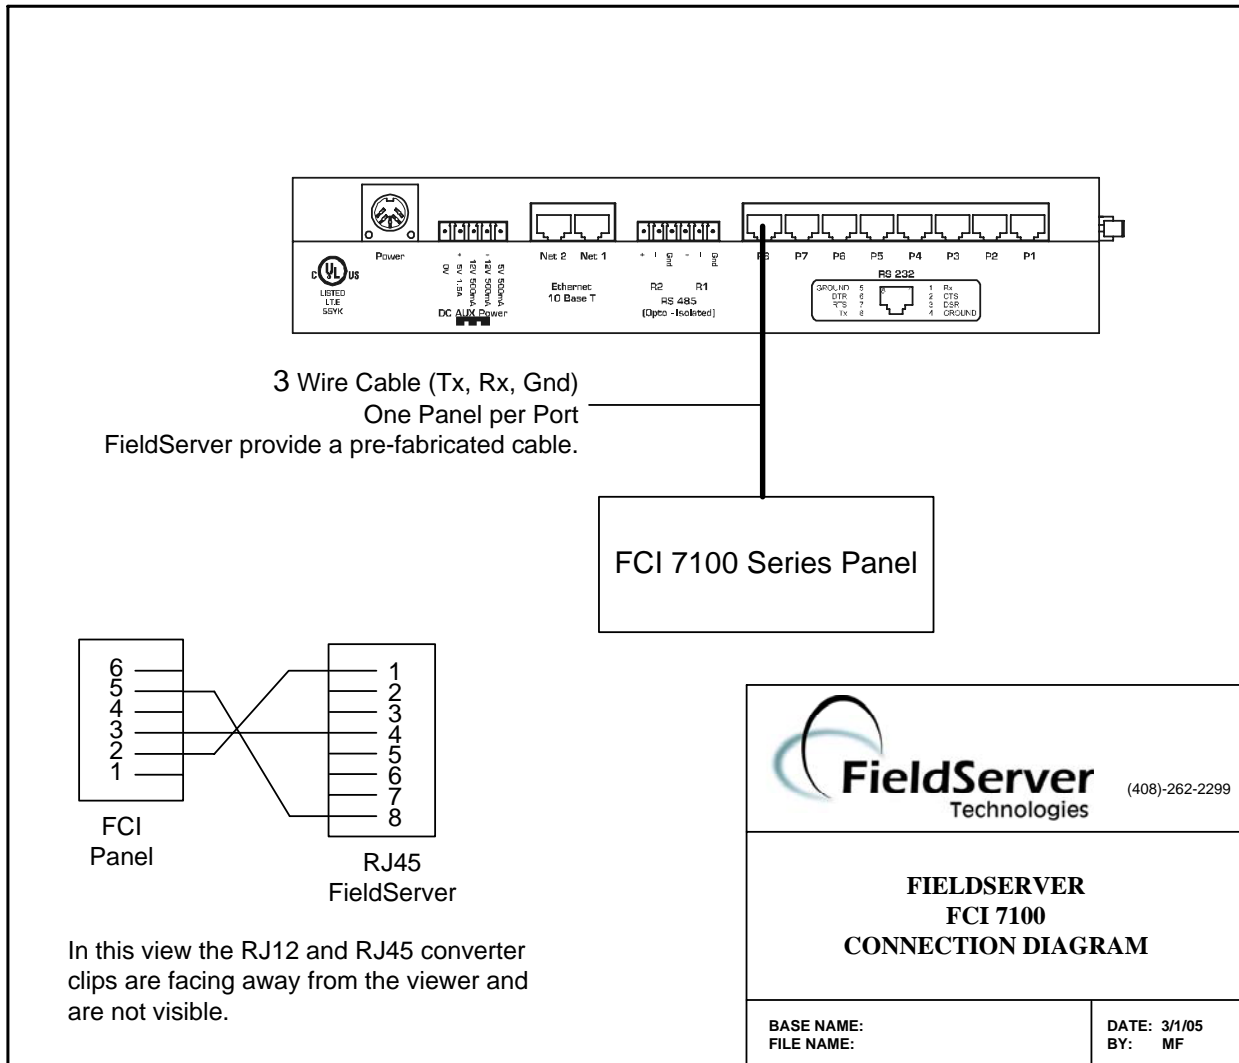 Power
C UL US
LISTED
I.T.E
55YK
0V
+ 5V 1.5A
12V 500mA
- 12V 500mA
5V 500mA
DC AUX Power
Net 2 Net 1
Ethernet
10 Base T
+ – Gnd – – Gnd
R2 R1
RS 485
(Opto - Isolated)
P7 P6 P5 P4 P3 P2 P1
RS 232
GROUND 5
DTR 6
RTS 7
Tx 8
1 Rx
2 CTS
3 DSR
4 GROUND
3 Wire Cable (Tx, Rx, Gnd)
One Panel per Port
FieldServer provide a pre-fabricated cable.
FCI 7100 Series Panel
6
5
4
3
2
1
FCI
Panel
1
2
3
4
5
6
7
8
RJ45
FieldServer
In this view the RJ12 and RJ45 converter
clips are facing away from the viewer and
are not visible.
FieldServer
Technologies
(408)-262-2299
FIELDSERVER
FCI 7100
CONNECTION DIAGRAM
BASE NAME:
FILE NAME:
DATE: 3/1/05
BY: MF